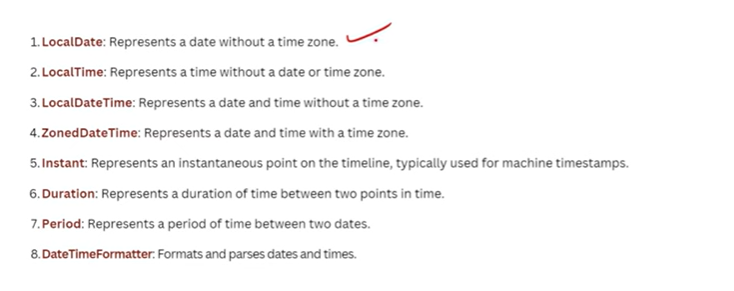 1. LocalDate: Represents a date without a time zone.
2. LocalTime: Represents a time without a date or time zone.
3. LocalDateTime: Represents a date and time without a time zone.
4. ZonedDateTime: Represents a date and time with a time zone.
5. Instant: Represents an instantaneous point on the timeline, typically used for machine timestamps.
6. Duration: Represents a duration of time between two points in time.
7. Period: Represents a period of time between two dates.
8. DateTimeFormatter: Formats and parses dates and times.